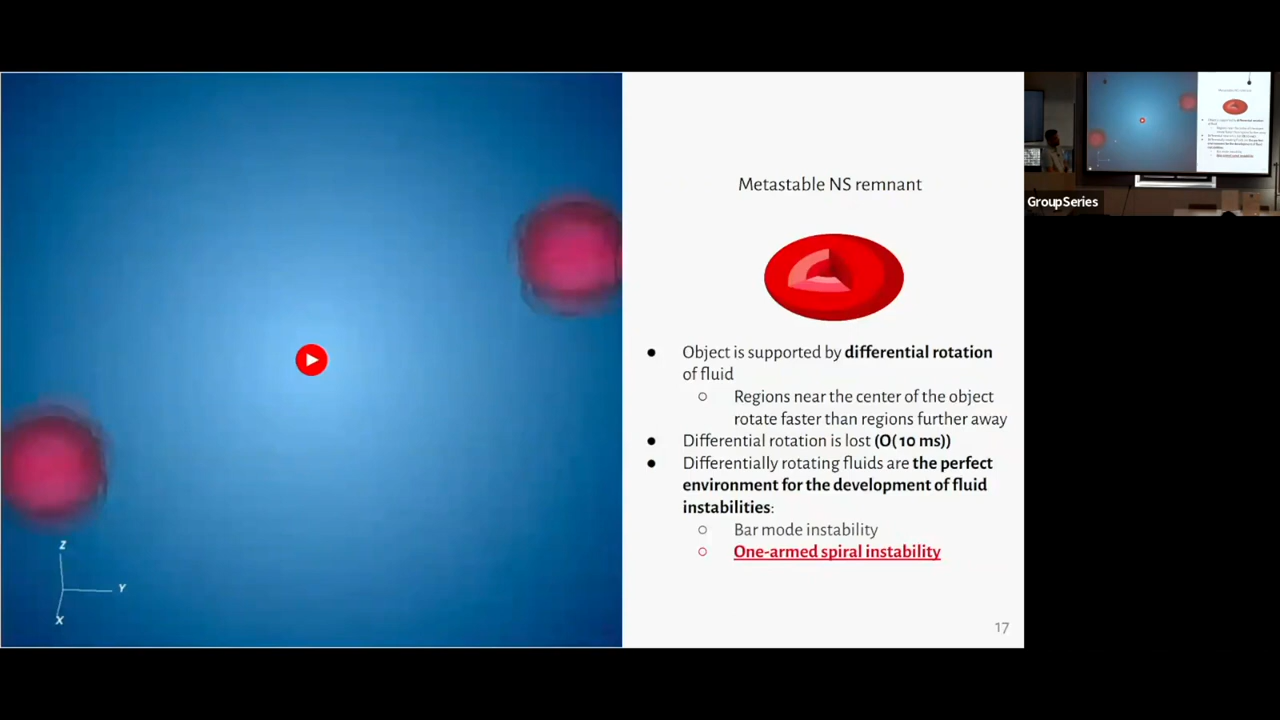 Metastable NS remnant
● Object is supported by differential rotation
of fluid
○ Regions near the center of the object
rotate faster than regions further away
● Differential rotation is lost (O( 10 ms))
● Differentially rotating fluids are the perfect
environment for the development of fluid
instabilities:
○ Bar mode instability
○ One-armed spiral instability
17
Z
Y
X
GroupSeries